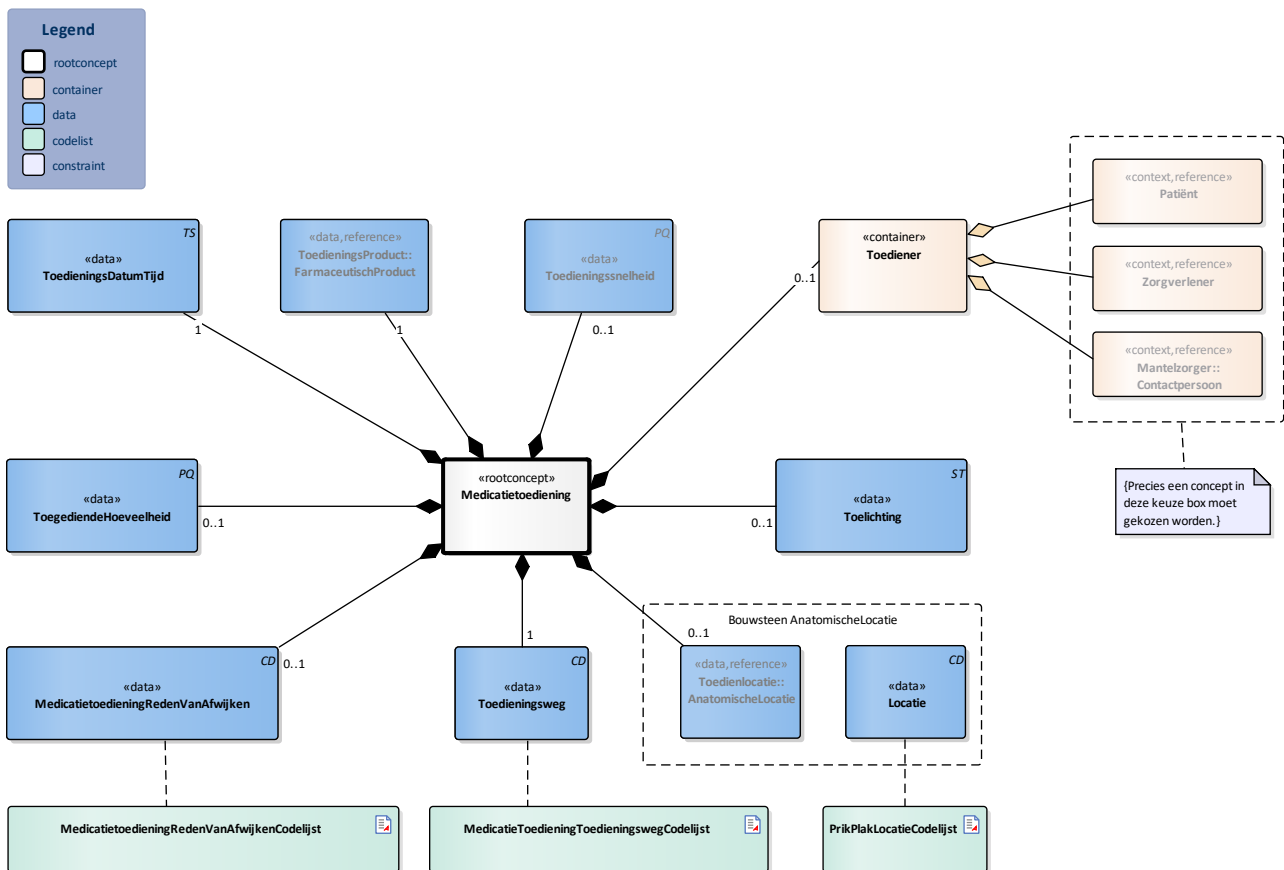 Legend
rootconcept
container
data
codelist
constraint
TS
«data»
ToedieningsDatumTijd
1
«data,reference»
ToedieningsProduct::
FarmaceutischProduct
1
PQ
«data»
Toedieningssnelheid
0..1
«container»
Toediener
0..1
«context,reference»
Patiënt
«context,reference»
Zorgverlener
«context,reference»
Mantelzorger::
Contactpersoon
{Precies een concept in
deze keuze box moet
gekozen worden.}
PQ
«data»
ToegediendeHoeveelheid
0..1
«rootconcept»
Medicatietoediening
ST
«data»
Toelichting
0..1
CD
«data»
MedicatietoedieningRedenVanAfwijken
0..1
1
CD
«data»
Toedieningsweg
Bouwsteen AnatomischeLocatie
0..1
«data,reference»
Toedienlocatie::
AnatomischeLocatie
CD
«data»
Locatie
MedicatietoedieningRedenVanAfwijkenCodelijst
MedicatieToedieningToedieningswegCodelijst
PrikPlakLocatieCodelijst